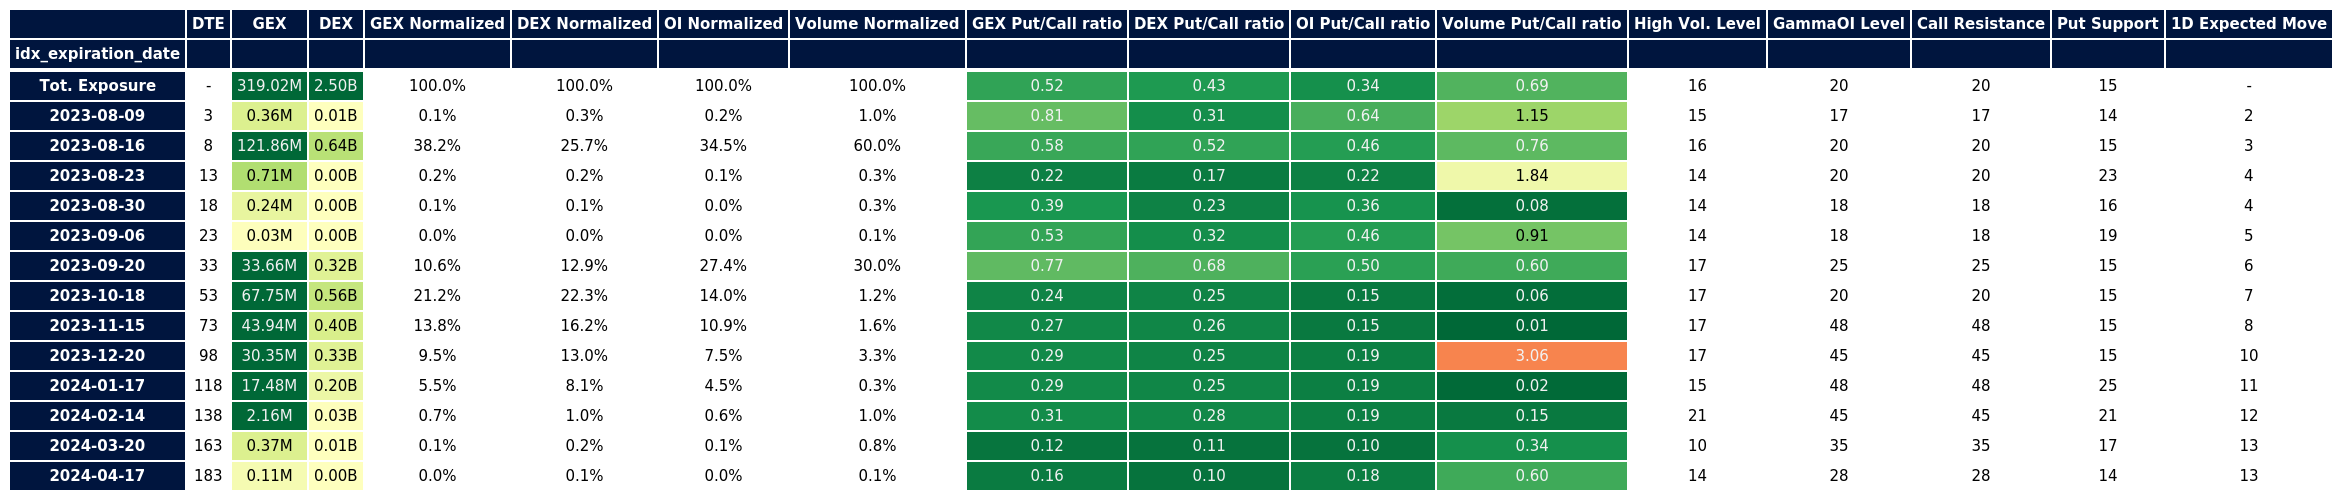 DTE GEX DEX GEX Normalized DEX Normalized OI Normalized Volume Normalized GEX Put/Call ratio DEX Put/Call ratio OI Put/Call ratio Volume Put/Call ratio High Vol. Level GammaOI Level Call Resistance Put Support 1D Expected Move
idx_expiration_date
Tot. Exposure - 319.02M 2.50B 100.0% 100.0% 100.0% 100.0% 0.52 0.43 0.34 0.69 16 20 20 15 -
2023-08-09 3 0.36M 0.01B 0.1% 0.3% 0.2% 1.0% 0.81 0.31 0.64 1.15 15 17 17 14 2
2023-08-16 8 121.86M 0.64B 38.2% 25.7% 34.5% 60.0% 0.58 0.52 0.46 0.76 16 20 20 15 3
2023-08-23 13 0.71M 0.00B 0.2% 0.2% 0.1% 0.3% 0.22 0.17 0.22 1.84 14 20 20 23 4
2023-08-30 18 0.24M 0.00B 0.1% 0.1% 0.0% 0.3% 0.39 0.23 0.36 0.08 14 18 18 16 4
2023-09-06 23 0.03M 0.00B 0.0% 0.0% 0.0% 0.1% 0.53 0.32 0.46 0.91 14 18 18 19 5
2023-09-20 33 33.66M 0.32B 10.6% 12.9% 27.4% 30.0% 0.77 0.68 0.50 0.60 17 25 25 15 6
2023-10-18 53 67.75M 0.56B 21.2% 22.3% 14.0% 1.2% 0.24 0.25 0.15 0.06 17 20 20 15 7
2023-11-15 73 43.94M 0.40B 13.8% 16.2% 10.9% 1.6% 0.27 0.26 0.15 0.01 17 48 48 15 8
2023-12-20 98 30.35M 0.33B 9.5% 13.0% 7.5% 3.3% 0.29 0.25 0.19 3.06 17 45 45 15 10
2024-01-17 118 17.48M 0.20B 5.5% 8.1% 4.5% 0.3% 0.29 0.25 0.19 0.02 15 48 48 25 11
2024-02-14 138 2.16M 0.03B 0.7% 1.0% 0.6% 1.0% 0.31 0.28 0.19 0.15 21 45 45 21 12
2024-03-20 163 0.37M 0.01B 0.1% 0.2% 0.1% 0.8% 0.12 0.11 0.10 0.34 10 35 35 17 13
2024-04-17 183 0.11M 0.00B 0.0% 0.1% 0.0% 0.1% 0.16 0.10 0.18 0.60 14 28 28 14 13